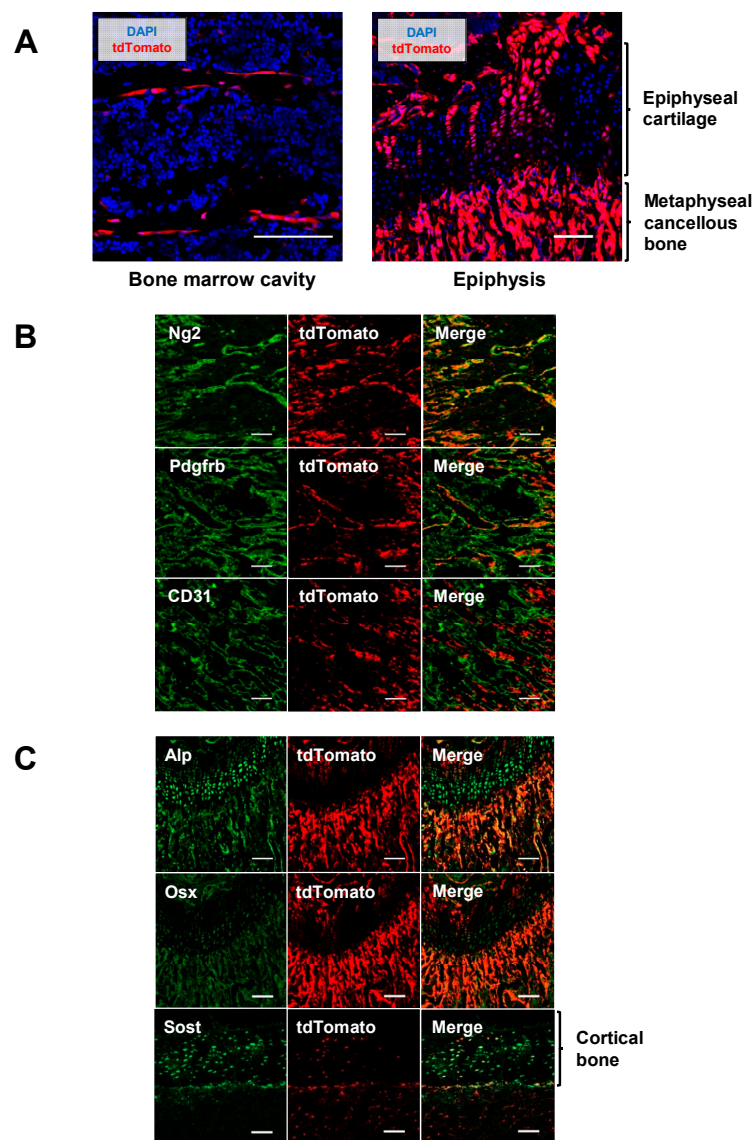 A
DAPI
tdTomato
DAPI
tdTomato
Epiphyseal
cartilage
Metaphyseal
cancellous
bone
Bone marrow cavity
Epiphysis
B
Ng2
tdTomato
Merge
Pdgfrb
tdTomato
Merge
CD31
tdTomato
Merge
C
Alp
tdTomato
Merge
Osx
tdTomato
Merge
Sost
tdTomato
Merge
Cortical
bone